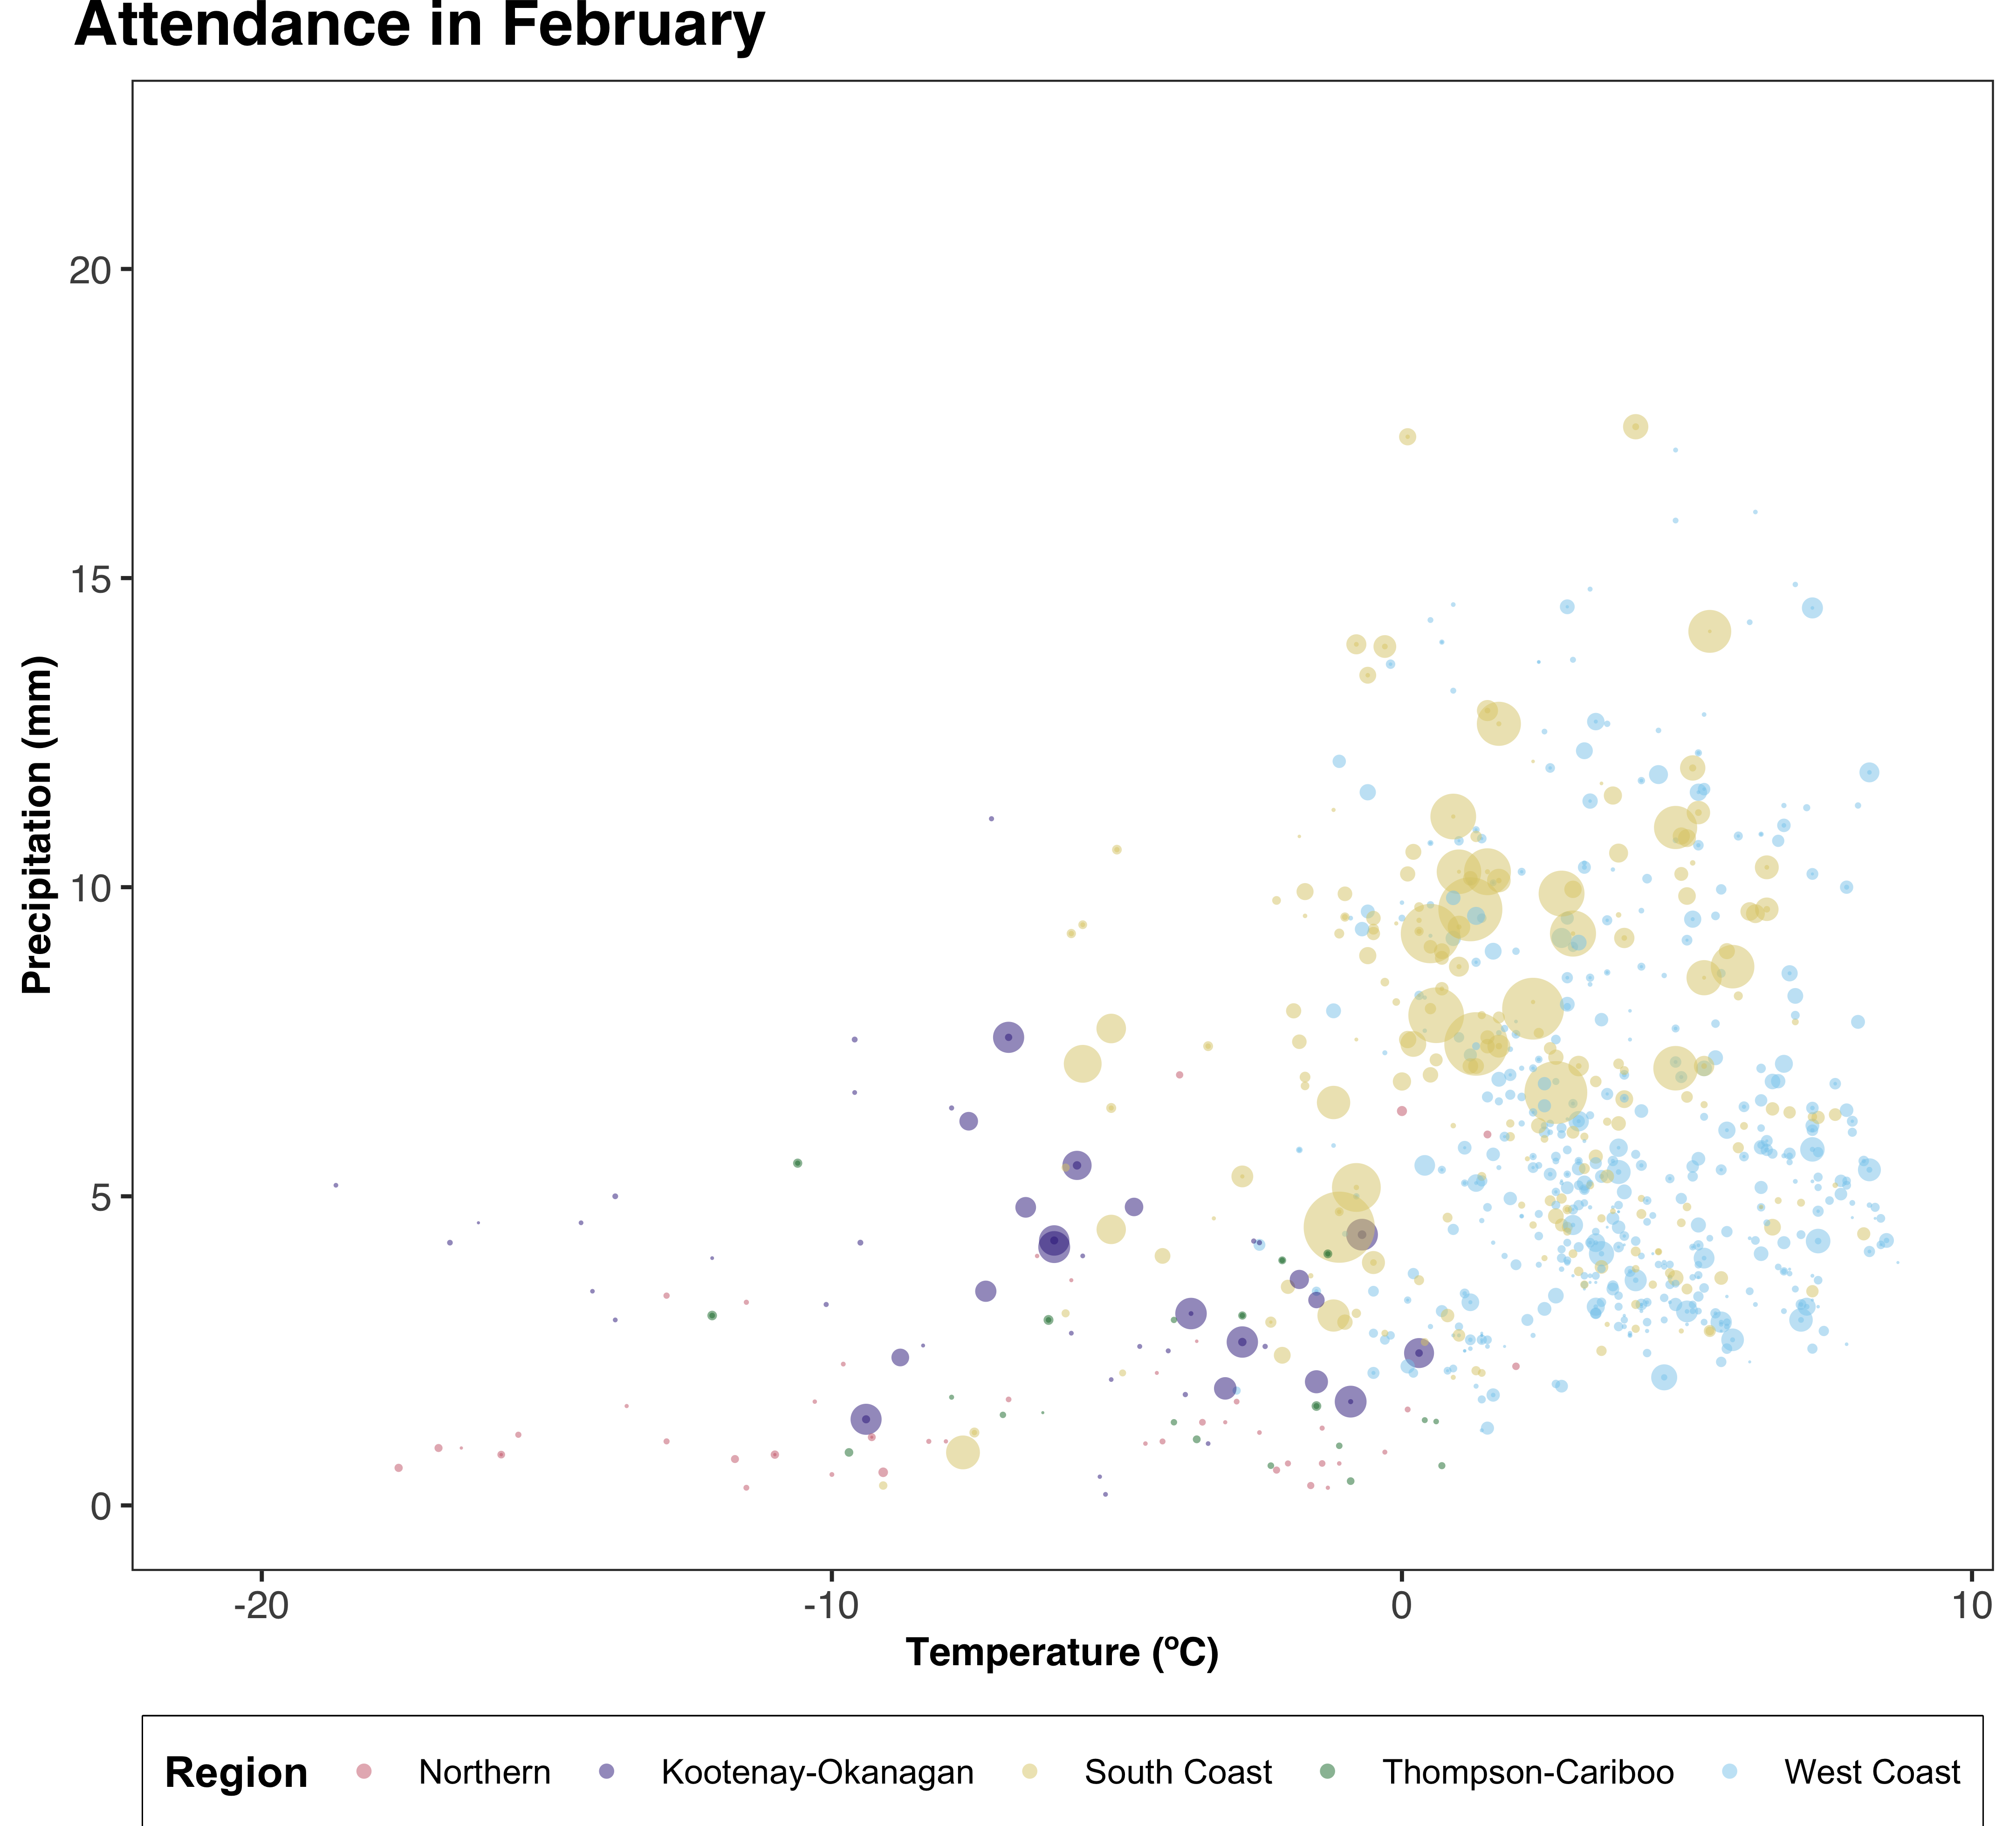 Attendance in February
20
15
10
5
0
Precipitation (mm)
-20 -10 0 10
Temperature (ºC)
Region Northern Kootenay-Okanagan South Coast Thompson-Cariboo West Coast